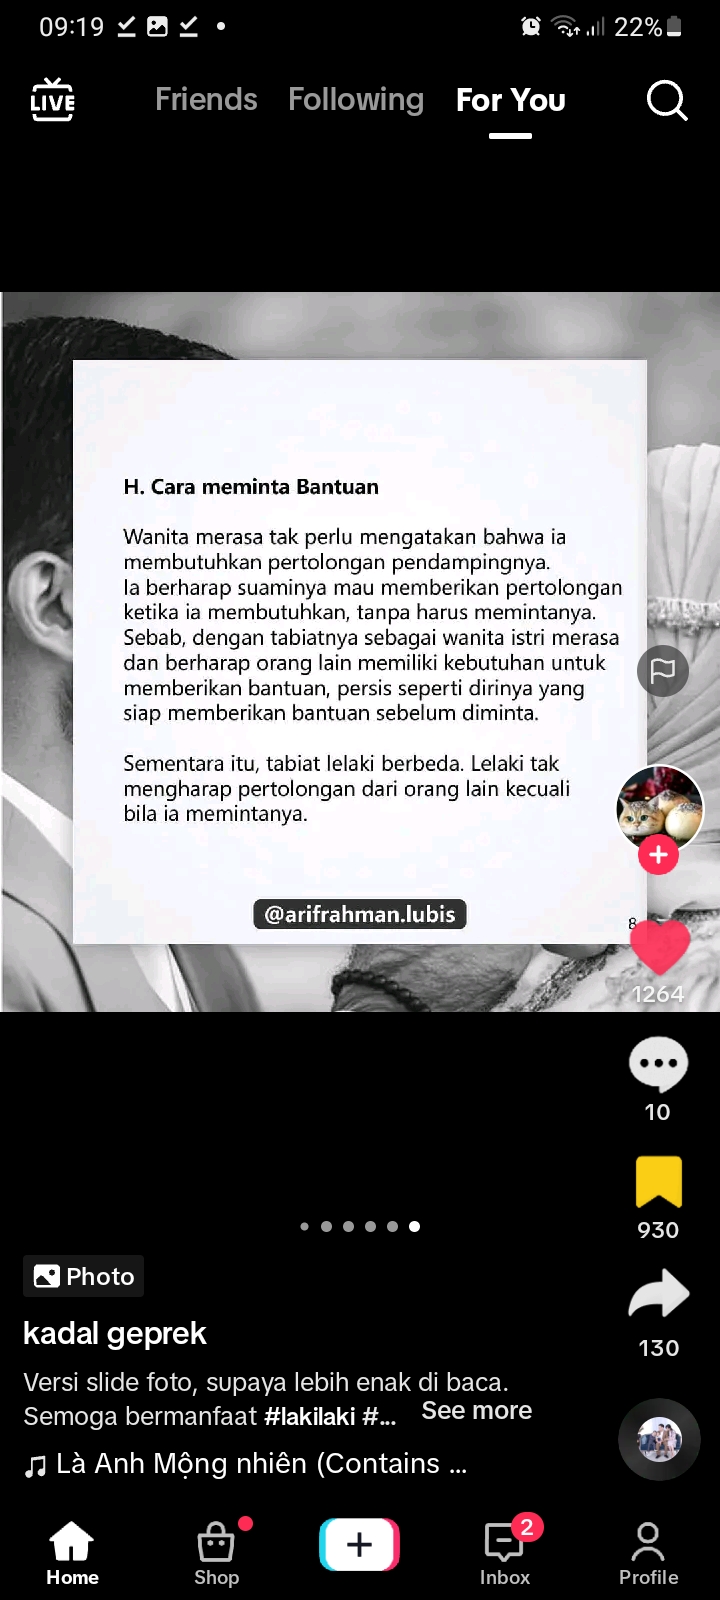 09:19
22%
LIVE
Friends
Following
For You
H. Cara meminta Bantuan
Wanita merasa tak perlu mengatakan bahwa ia
membutuhkan pertolongan pendampingnya.
Ia berharap suaminya mau memberikan pertolongan
ketika ia membutuhkan, tanpa harus memintanya.
Sebab, dengan tabiatnya sebagai wanita istri merasa
dan berharap orang lain memiliki kebutuhan untuk
memberikan bantuan, persis seperti dirinya yang
siap memberikan bantuan sebelum diminta.
Sementara itu, tabiat lelaki berbeda. Lelaki tak
mengharap pertolongan dari orang lain kecuali
bila ia memintanya.
@arifrahman.lubis
8
1264
10
930
130
Photo
kadal geprek
Versi slide foto, supaya lebih enak di baca.
Semoga bermanfaat #lakilaki #... See more
Là Anh Mộng nhiên (Contains ...
2
Home
Shop
Inbox
Profile